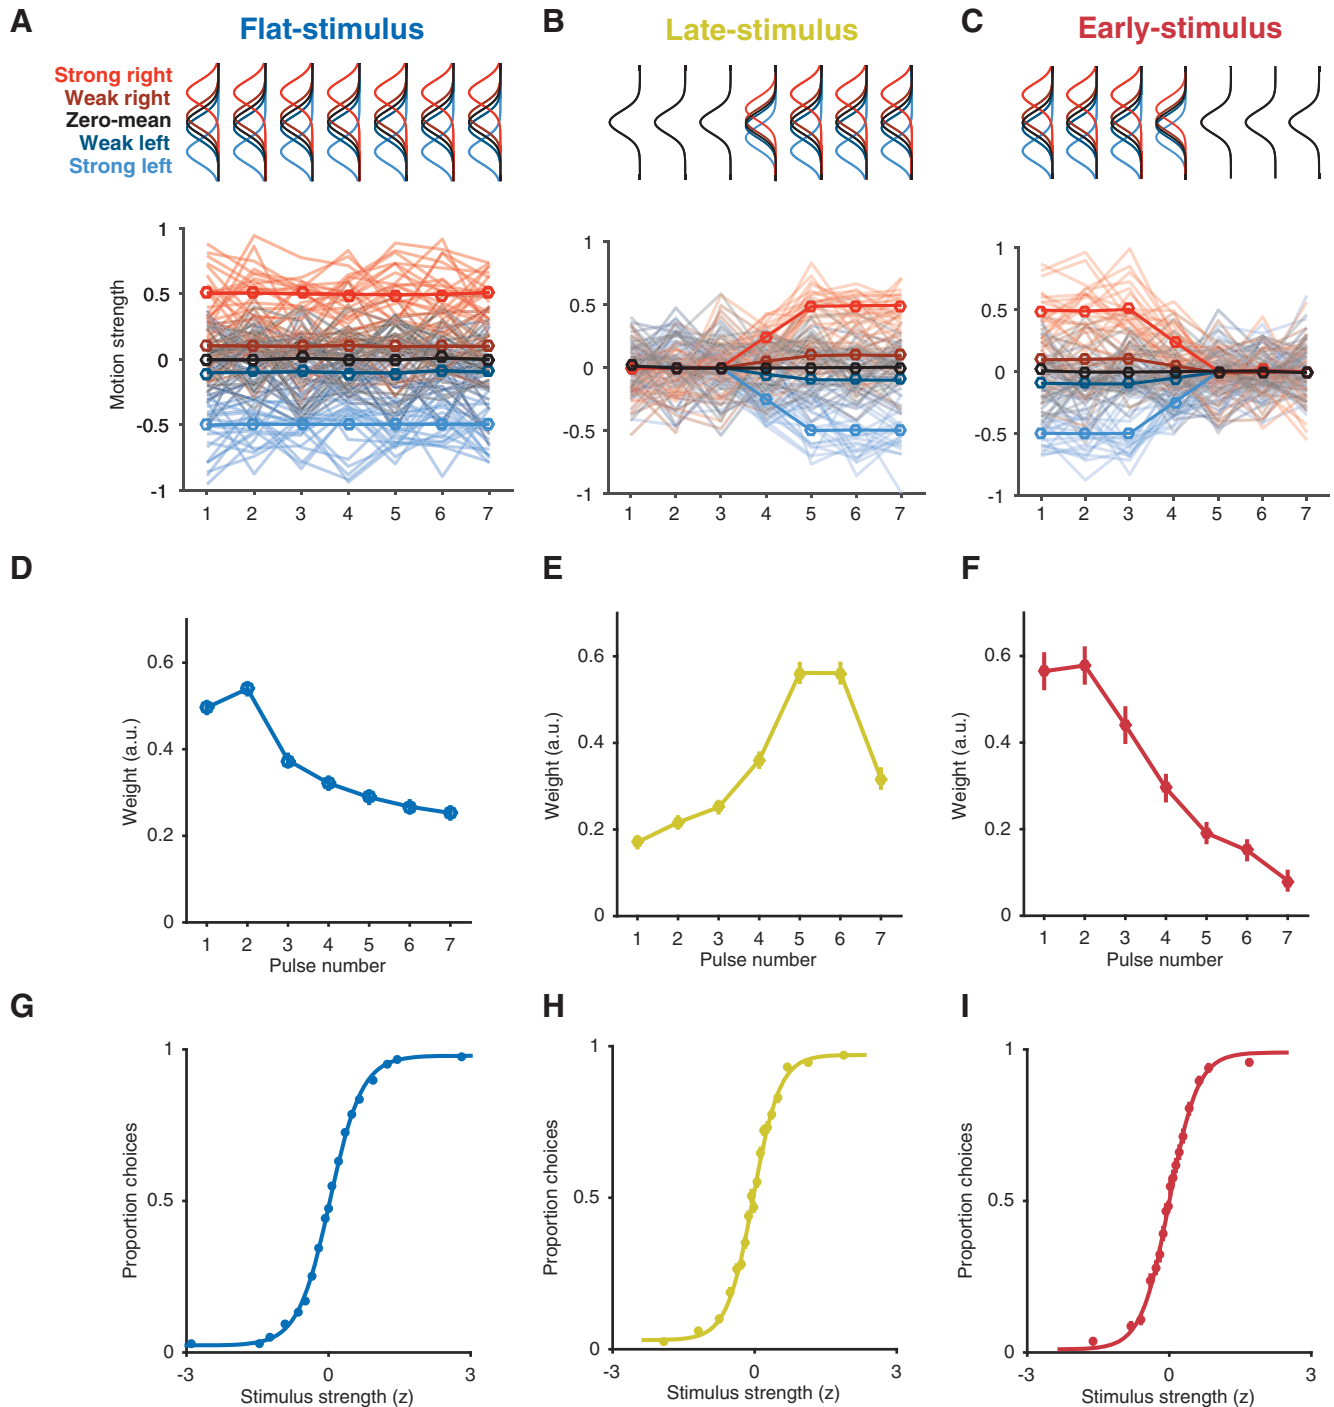 A
Flat-stimulus
B
Late-stimulus
C
Early-stimulus
Strong right
Weak right
Zero-mean
Weak left
Strong left
Motion strength
1
0.5
0
-0.5
-1
1 2 3 4 5 6 7
1
0.5
0
-0.5
-1
1 2 3 4 5 6 7
1
0.5
0
-0.5
-1
1 2 3 4 5 6 7
D
Weight (a.u.)
0.6
0.4
0.2
0
1 2 3 4 5 6 7
Pulse number
E
Weight (a.u.)
0.6
0.4
0.2
0
1 2 3 4 5 6 7
Pulse number
F
Weight (a.u.)
0.6
0.4
0.2
0
1 2 3 4 5 6 7
Pulse number
G
Proportion choices
1
0.5
0
-3 0 3
Stimulus strength (z)
H
Proportion choices
1
0.5
0
-3 0 3
Stimulus strength (z)
I
Proportion choices
1
0.5
0
-3 0 3
Stimulus strength (z)